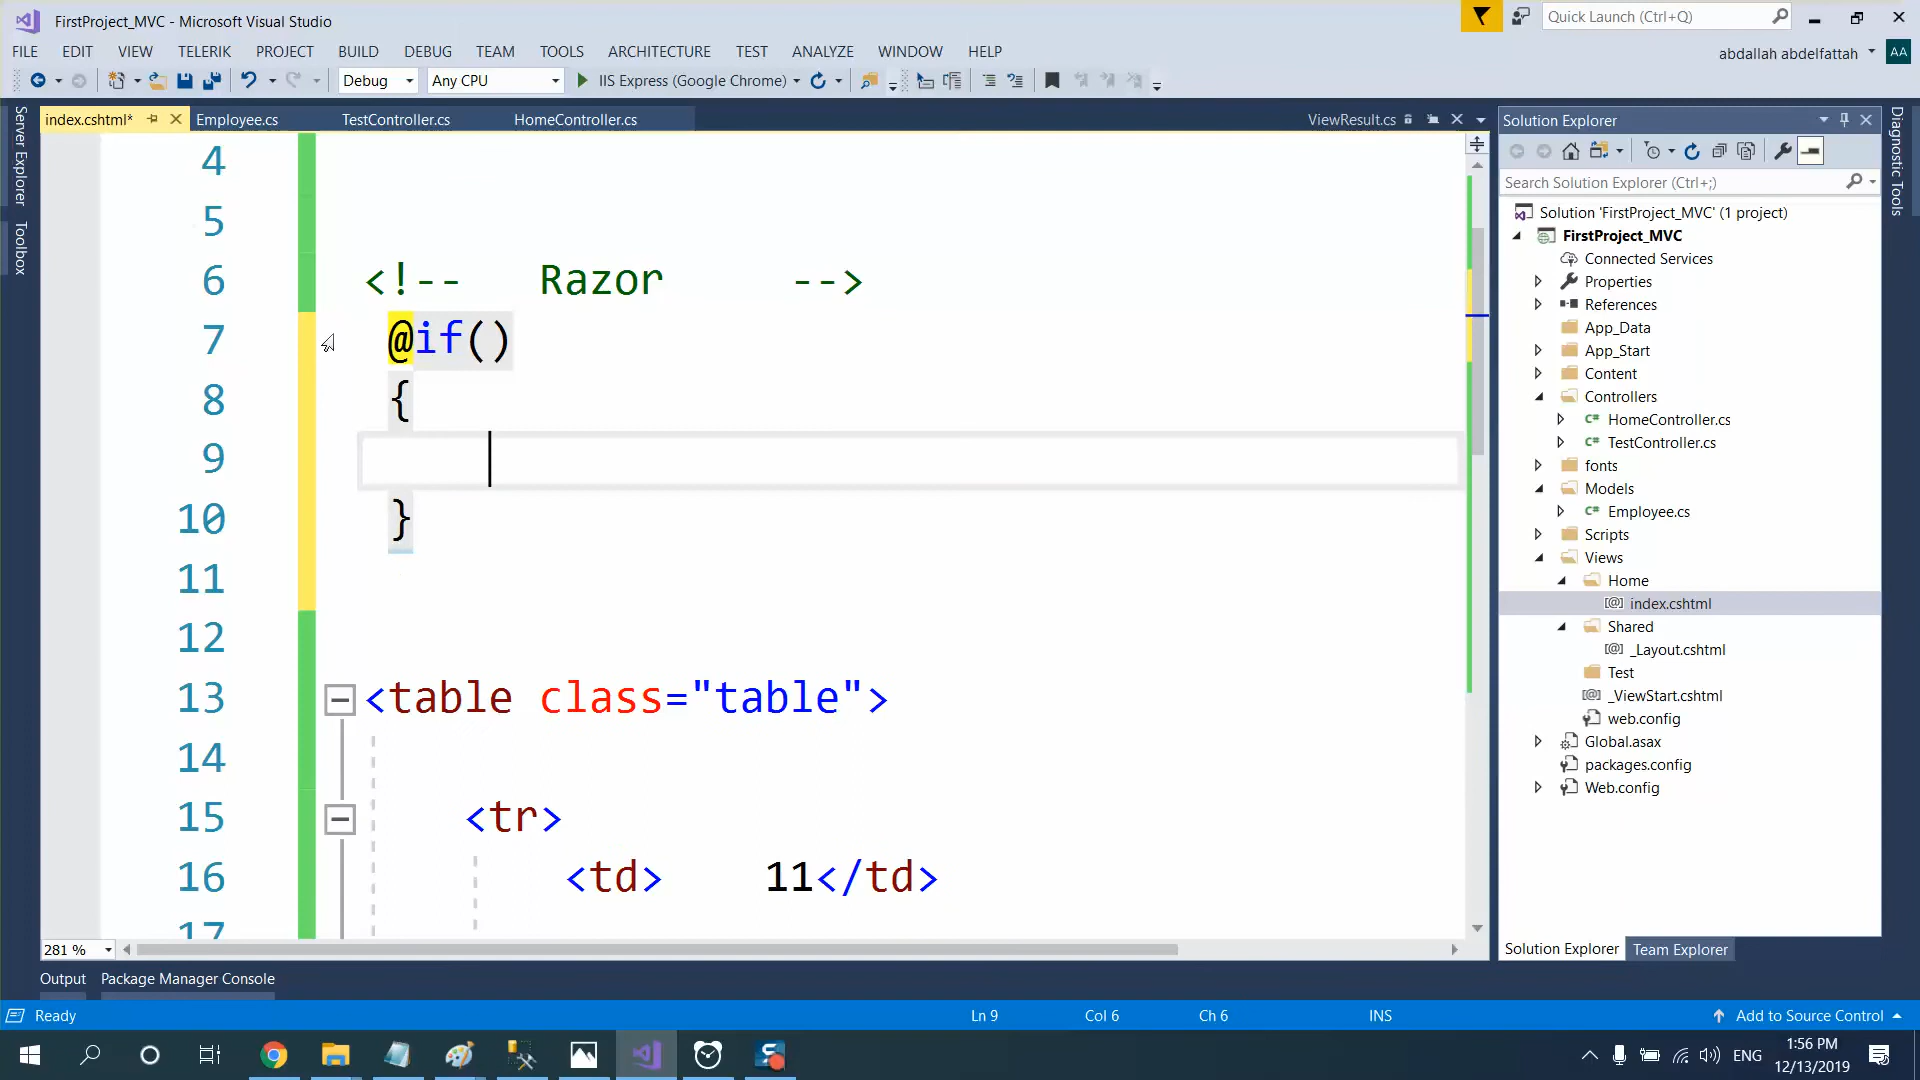 FirstProject_MVC - Microsoft Visual Studio
Quick Launch (Ctrl+Q)
FILE EDIT VIEW TELERIK PROJECT BUILD DEBUG TEAM TOOLS ARCHITECTURE TEST ANALYZE WINDOW HELP
abdallah abdelfattah AA
Debug Any CPU IIS Express (Google Chrome)
index.cshtml* Employee.cs TestController.cs HomeController.cs ViewResult.cs
Server Explorer
Toolbox
4
5
6 <!-- Razor -->
7 @if()
8 {
9
10 }
11
12
13 <table class="table">
14
15 <tr>
16 <td> 11</td>
17
281 %
Solution Explorer
Search Solution Explorer (Ctrl+;)
Solution 'FirstProject_MVC' (1 project)
FirstProject_MVC
Connected Services
Properties
References
App_Data
App_Start
Content
Controllers
C# HomeController.cs
C# TestController.cs
fonts
Models
C# Employee.cs
Scripts
Views
Home
[@] index.cshtml
Shared
[@] _Layout.cshtml
Test
[@] _ViewStart.cshtml
web.config
Global.asax
packages.config
Web.config
Solution Explorer Team Explorer
Diagnostic Tools
Output Package Manager Console
Ready Ln 9 Col 6 Ch 6 INS Add to Source Control
ENG
1:56 PM
12/13/2019